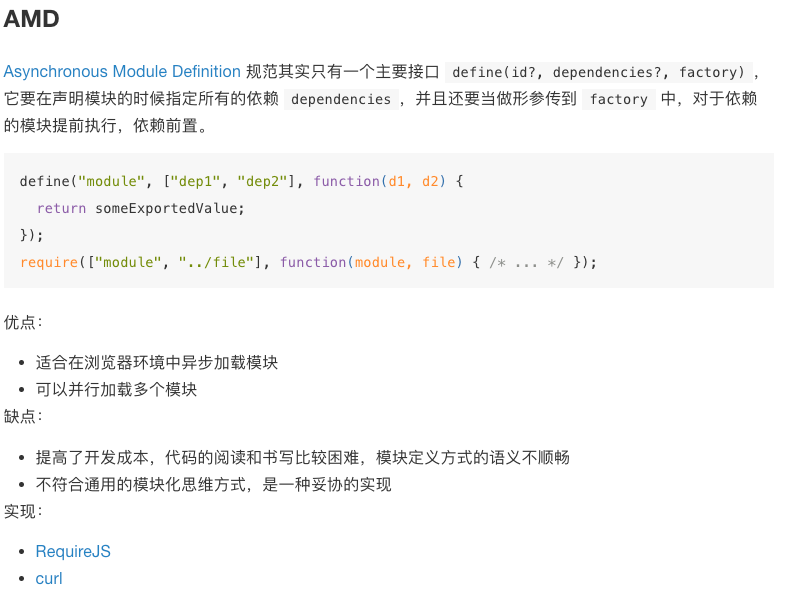 AMD
Asynchronous Module Definition 规范其实只有一个主要接口 define(id?, dependencies?, factory) ，
它要在声明模块的时候指定所有的依赖 dependencies ，并且还要当做形参传到 factory 中，对于依赖
的模块提前执行，依赖前置。
define("module", ["dep1", "dep2"], function(d1, d2) {
  return someExportedValue;
});
require(["module", "../file"], function(module, file) { /* ... */ });
优点：
• 适合在浏览器环境中异步加载模块
• 可以并行加载多个模块
缺点：
• 提高了开发成本，代码的阅读和书写比较困难，模块定义方式的语义不顺畅
• 不符合通用的模块化思维方式，是一种妥协的实现
实现：
• RequireJS
• curl